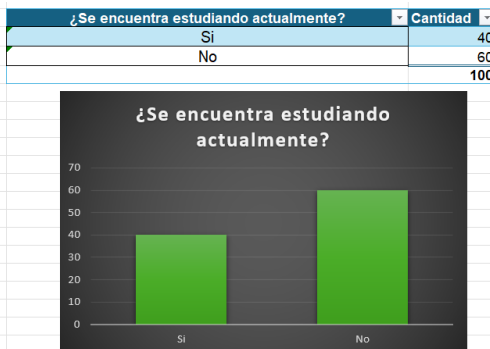 ¿Se encuentra estudiando actualmente? Cantidad
Si 40
No 60
100
¿Se encuentra estudiando
actualmente?
70
60
50
40
30
20
10
0
Si No